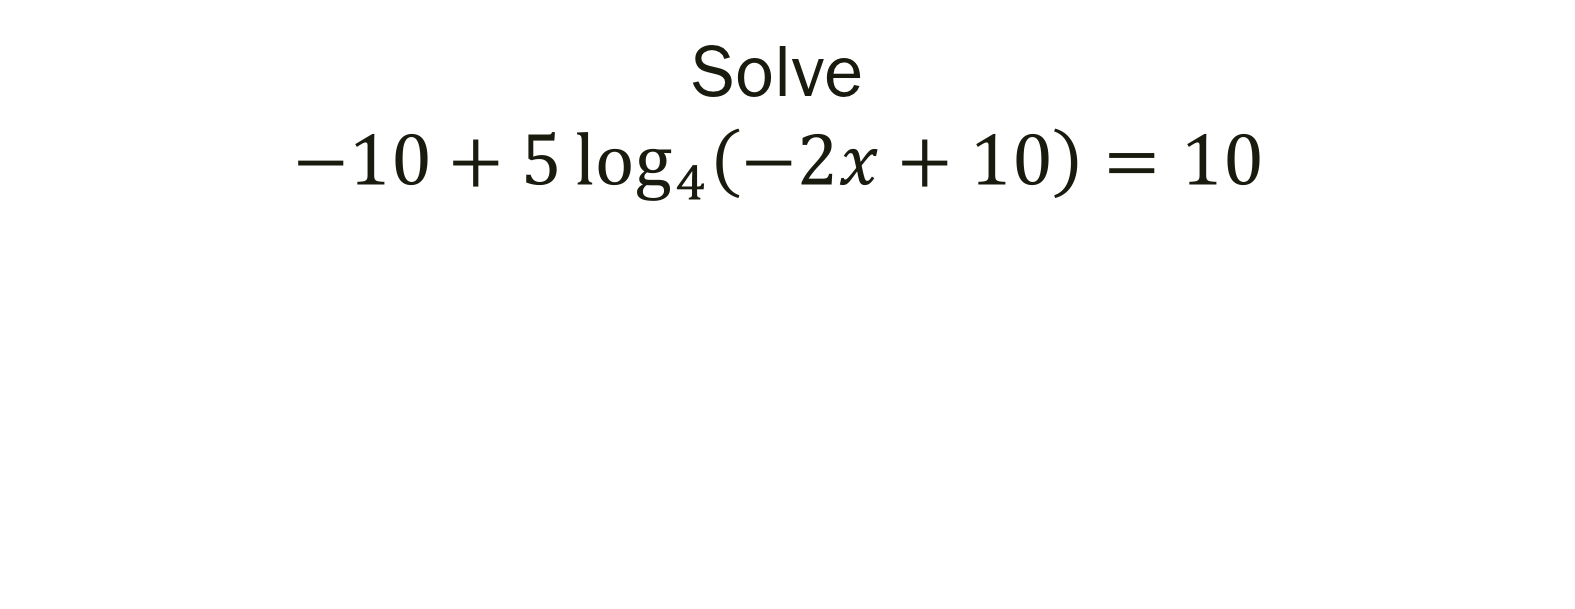 Solve
−10 + 5 log₄(−2𝑥 + 10) = 10